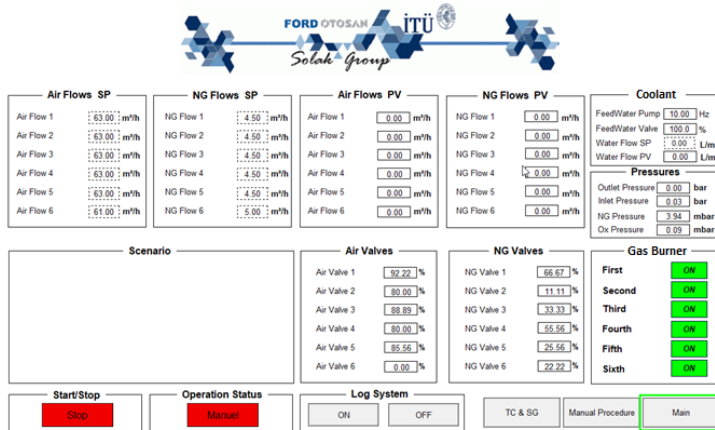 FORD OTOSAN İTÜ
Solak Group
Air Flows SP
Air Flow 1 63.00 m³/h
Air Flow 2 63.00 m³/h
Air Flow 3 63.00 m³/h
Air Flow 4 63.00 m³/h
Air Flow 5 63.00 m³/h
Air Flow 6 61.00 m³/h
NG Flows SP
NG Flow 1 4.50 m³/h
NG Flow 2 4.50 m³/h
NG Flow 3 4.50 m³/h
NG Flow 4 4.50 m³/h
NG Flow 5 4.50 m³/h
NG Flow 6 5.00 m³/h
Air Flows PV
Air Flow 1 0.00 m³/h
Air Flow 2 0.00 m³/h
Air Flow 3 0.00 m³/h
Air Flow 4 0.00 m³/h
Air Flow 5 0.00 m³/h
Air Flow 6 0.00 m³/h
NG Flows PV
NG Flow 1 0.00 m³/h
NG Flow 2 0.00 m³/h
NG Flow 3 0.00 m³/h
NG Flow 4 0.00 m³/h
NG Flow 5 0.00 m³/h
NG Flow 6 0.00 m³/h
Coolant
FeedWater Pump 10.00 Hz
FeedWater Valve 100.0 %
Water Flow SP 0.00 L/m
Water Flow PV 0.00 L/m
Pressures
Outlet Pressure 0.00 bar
Inlet Pressure 0.03 bar
NG Pressure 3.94 mbar
Ox Pressure 0.09 mbar
Scenario
Air Valves
Air Valve 1 92.22 %
Air Valve 2 80.00 %
Air Valve 3 88.89 %
Air Valve 4 80.00 %
Air Valve 5 85.56 %
Air Valve 6 0.00 %
NG Valves
NG Valve 1 66.67 %
NG Valve 2 11.11 %
NG Valve 3 33.33 %
NG Valve 4 55.56 %
NG Valve 5 25.56 %
NG Valve 6 22.22 %
Gas Burner
First ON
Second ON
Third ON
Fourth ON
Fifth ON
Sixth ON
Start/Stop
Stop
Operation Status
Manuel
Log System
ON OFF
TC & SG Manual Procedure Main